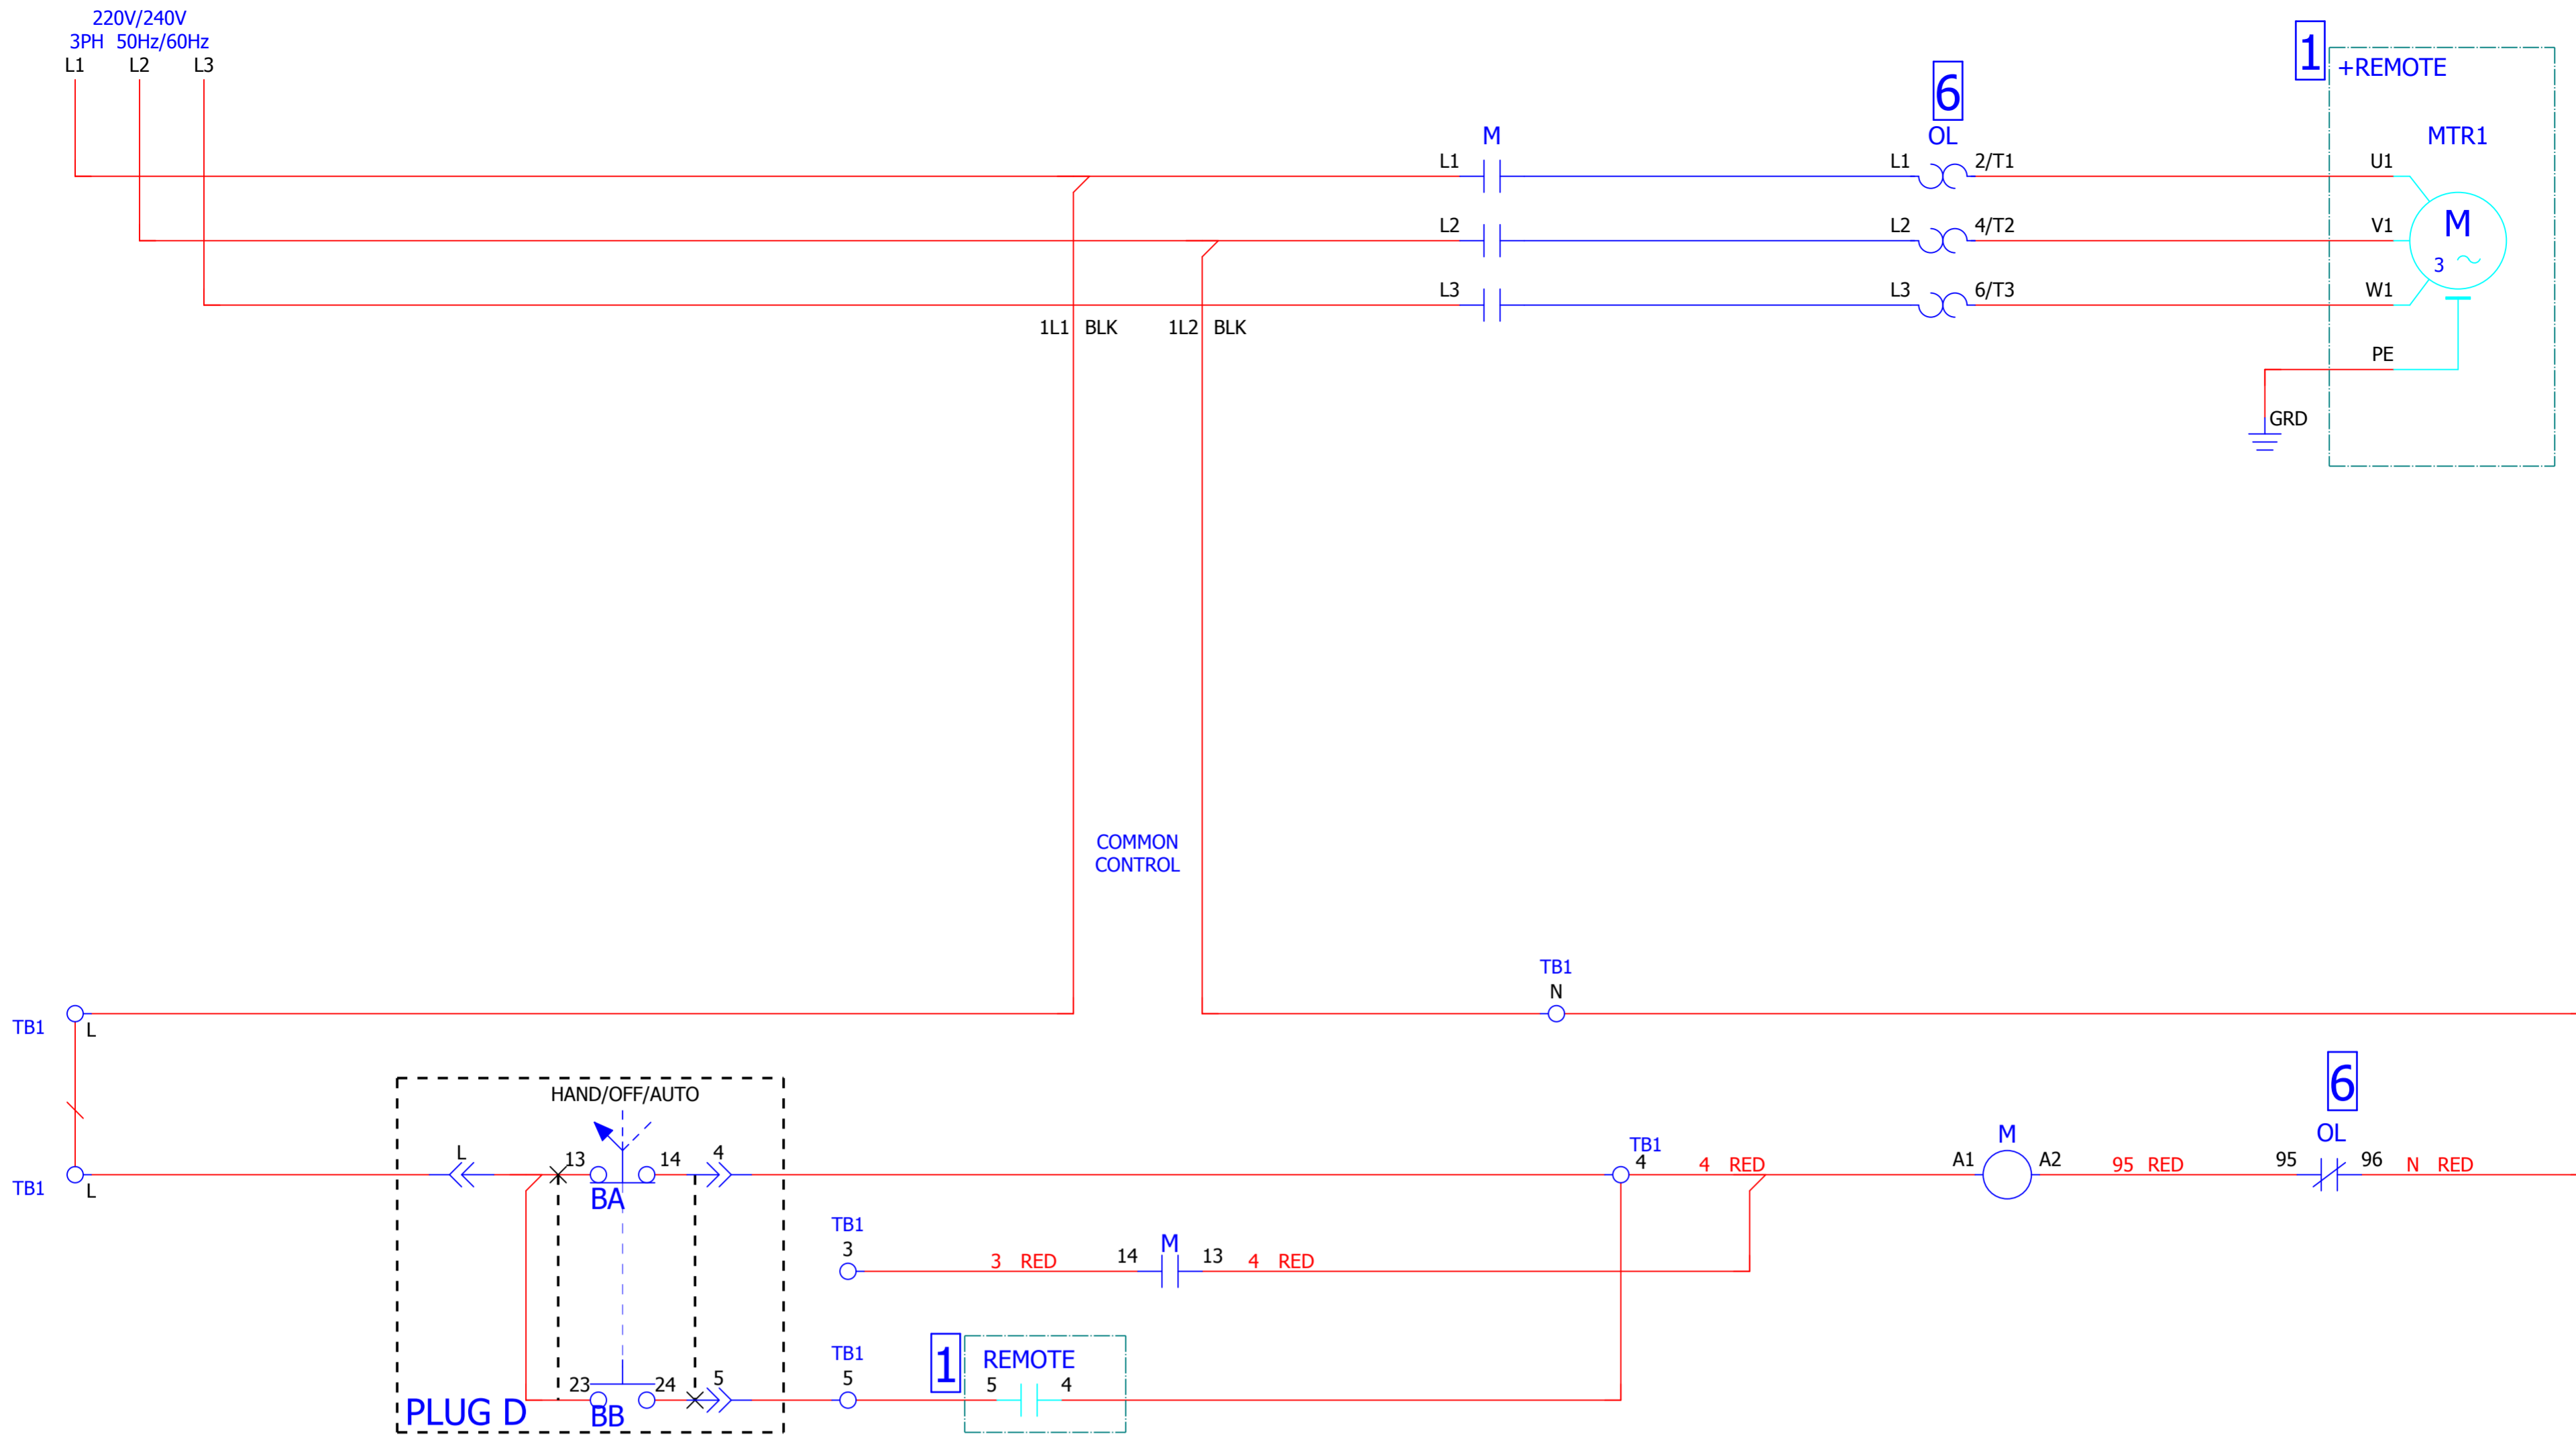 220V/240V
3PH 50Hz/60Hz
L1 L2 L3
1
+REMOTE
6
M OL MTR1
L1 L1 2/T1 U1
L2 L2 4/T2 V1
M
3
L3 L3 6/T3 W1
1L1 BLK 1L2 BLK
PE
GRD
COMMON
CONTROL
TB1
N
TB1 L
6
HAND/OFF/AUTO
L 13 14 4
TB1
4
4 RED
M
A1 A2
95 RED
OL
95 96
N RED
TB1 L
BA
TB1
3
3 RED
14 M 13
4 RED
TB1
5
1
REMOTE
5 4
23 24 5
BB
PLUG D